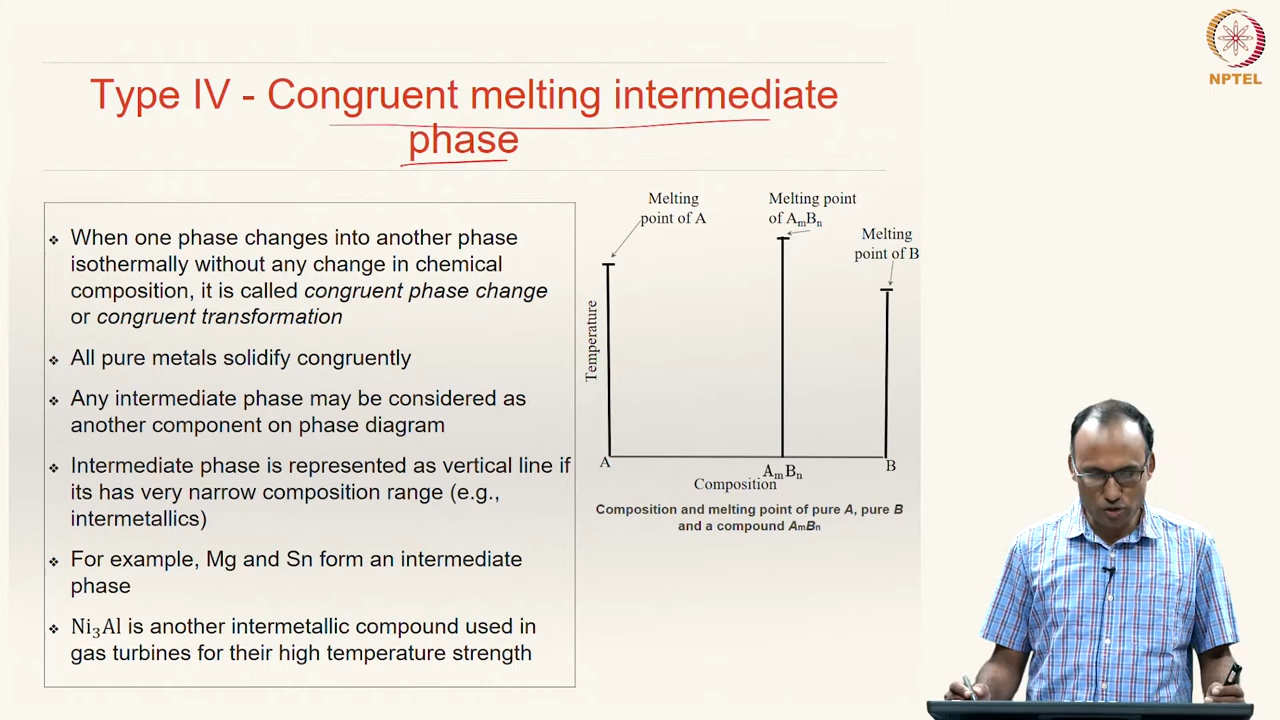 NPTEL
Type IV - Congruent melting intermediate
phase
❖ When one phase changes into another phase
isothermally without any change in chemical
composition, it is called congruent phase change
or congruent transformation
❖ All pure metals solidify congruently
❖ Any intermediate phase may be considered as
another component on phase diagram
❖ Intermediate phase is represented as vertical line if
its has very narrow composition range (e.g.,
intermetallics)
❖ For example, Mg and Sn form an intermediate
phase
❖ Ni₃Al is another intermetallic compound used in
gas turbines for their high temperature strength
Melting
point of A
Melting point
of AₘBₙ
Melting
point of B
Temperature
A
AₘBₙ
B
Composition
Composition and melting point of pure A, pure B
and a compound AₘBₙ